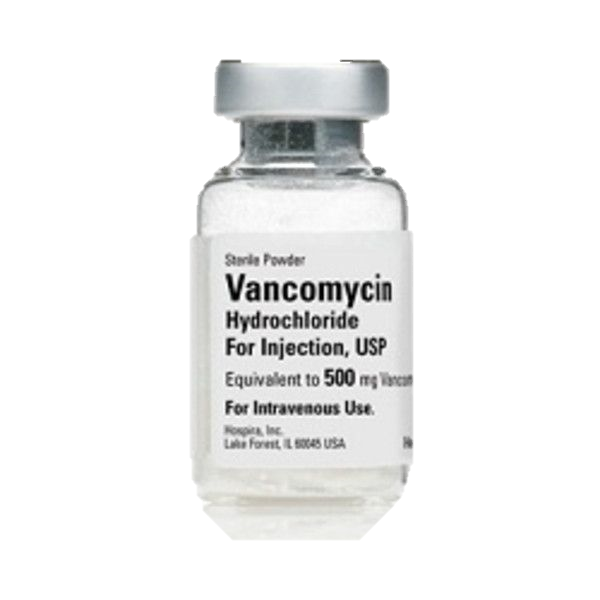 Sterile Powder
Vancomycin
Hydrochloride
For Injection, USP
Equivalent to 500 mg Vancom
For Intravenous Use.
Hospira, Inc.
Lake Forest, IL 60045 USA